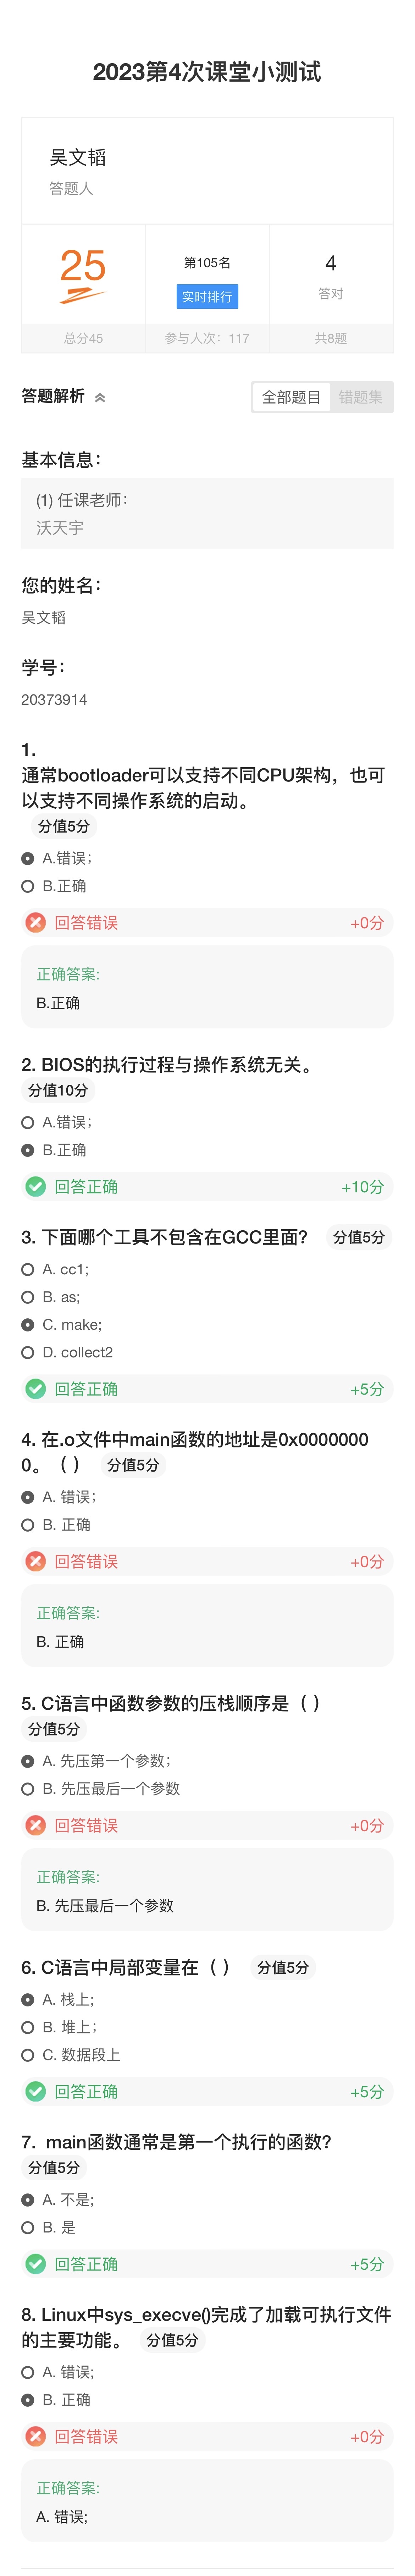 2023第4次课堂小测试
吴文韬
答题人
25
总分45
第105名
实时排行
参与人次：117
4
答对
共8题
答题解析
全部题目 错题集
基本信息：
(1) 任课老师：
沃天宇
您的姓名：
吴文韬
学号：
20373914
1.
通常bootloader可以支持不同CPU架构，也可
以支持不同操作系统的启动。
分值5分
A.错误；
B.正确
回答错误 +0分
正确答案:
B.正确
2. BIOS的执行过程与操作系统无关。
分值10分
A.错误；
B.正确
回答正确 +10分
3. 下面哪个工具不包含在GCC里面？ 分值5分
A. cc1;
B. as;
C. make;
D. collect2
回答正确 +5分
4. 在.o文件中main函数的地址是0x0000000
0。（ ） 分值5分
A. 错误；
B. 正确
回答错误 +0分
正确答案:
B. 正确
5. C语言中函数参数的压栈顺序是（ ）
分值5分
A. 先压第一个参数；
B. 先压最后一个参数
回答错误 +0分
正确答案:
B. 先压最后一个参数
6. C语言中局部变量在（ ） 分值5分
A. 栈上;
B. 堆上；
C. 数据段上
回答正确 +5分
7. main函数通常是第一个执行的函数?
分值5分
A. 不是;
B. 是
回答正确 +5分
8. Linux中sys_execve()完成了加载可执行文件
的主要功能。 分值5分
A. 错误;
B. 正确
回答错误 +0分
正确答案:
A. 错误;